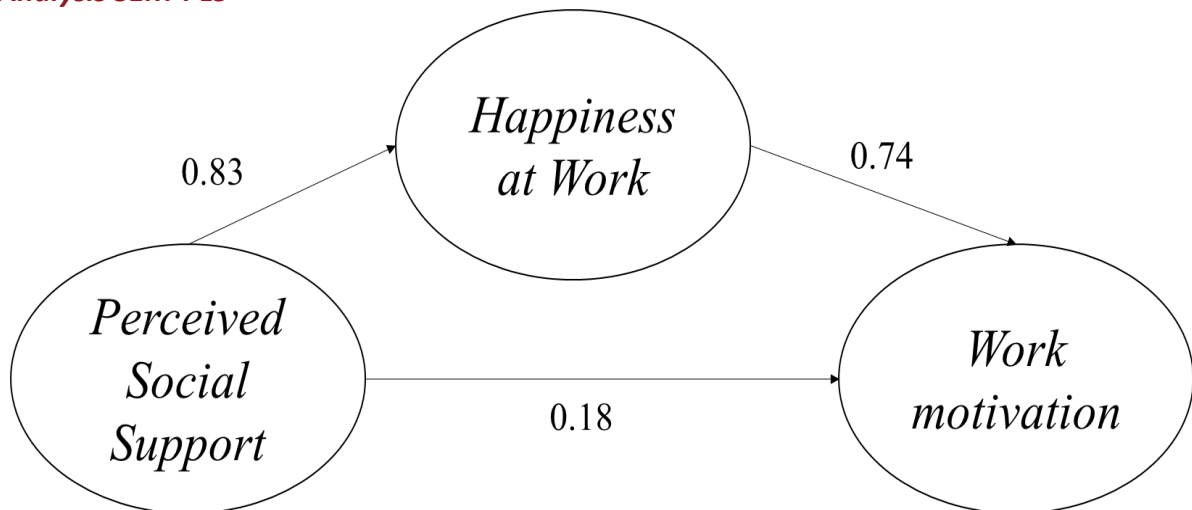 Happiness
at Work
0.83
0.74
Perceived
Social
Support
Work
motivation
0.18